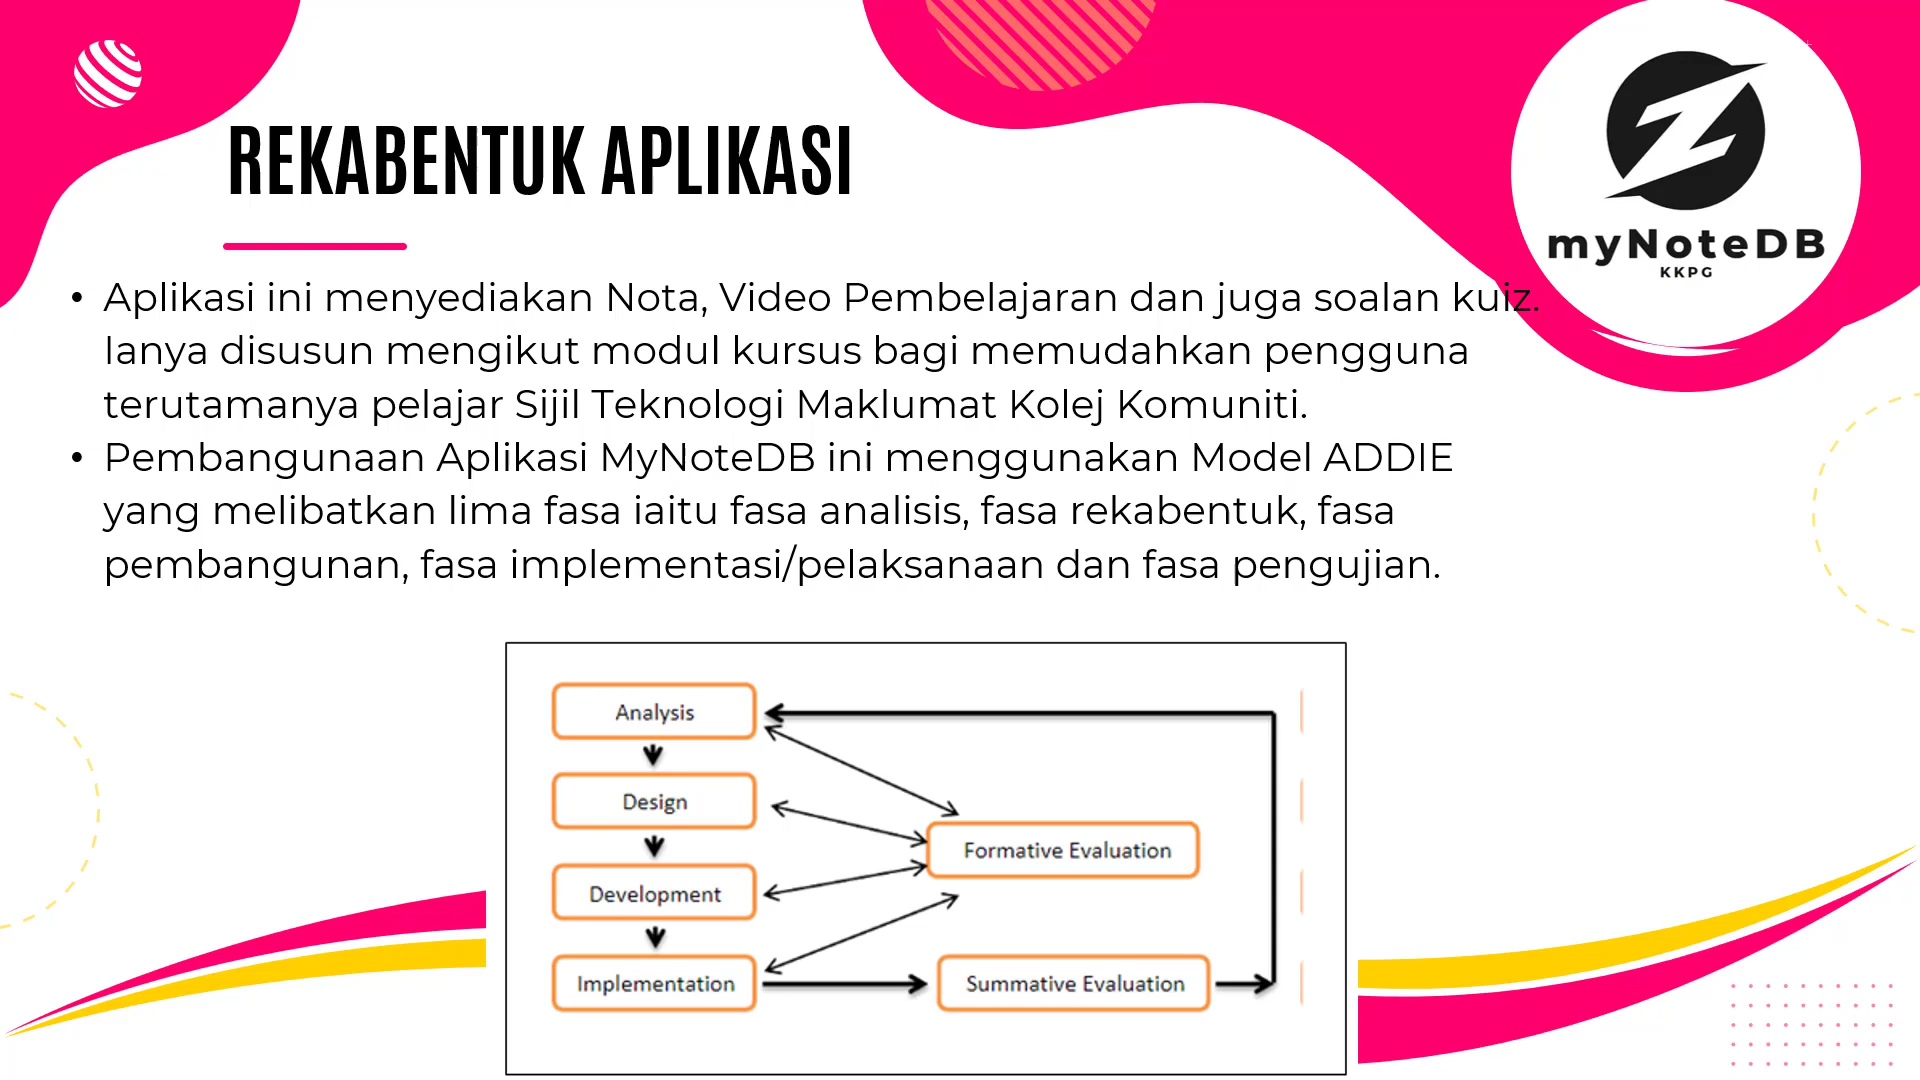 REKABENTUK APLIKASI
myNoteDB
KKPG
• Aplikasi ini menyediakan Nota, Video Pembelajaran dan juga soalan kuiz.
Ianya disusun mengikut modul kursus bagi memudahkan pengguna
terutamanya pelajar Sijil Teknologi Maklumat Kolej Komuniti.
• Pembangunaan Aplikasi MyNoteDB ini menggunakan Model ADDIE
yang melibatkan lima fasa iaitu fasa analisis, fasa rekabentuk, fasa
pembangunan, fasa implementasi/pelaksanaan dan fasa pengujian.
Analysis
Design
Formative Evaluation
Development
Implementation
Summative Evaluation